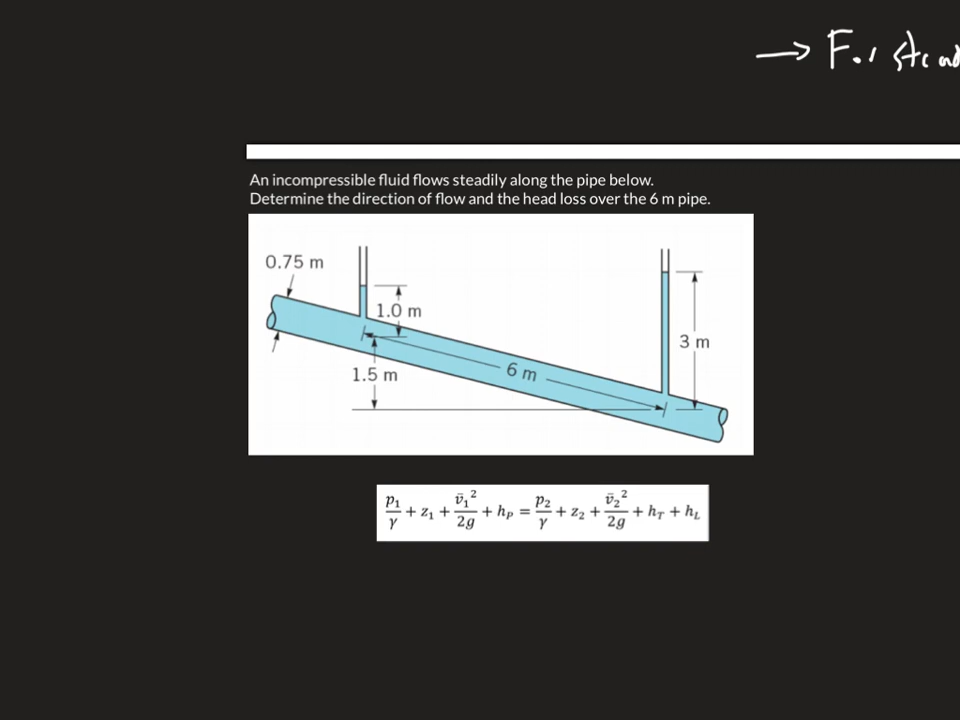 An incompressible fluid flows steadily along the pipe below.
Determine the direction of flow and the head loss over the 6 m pipe.
0.75 m
1.0 m
3 m
1.5 m
6 m
p₁/γ + z₁ + v̄₁²/2g + h_P = p₂/γ + z₂ + v̄₂²/2g + h_T + h_L